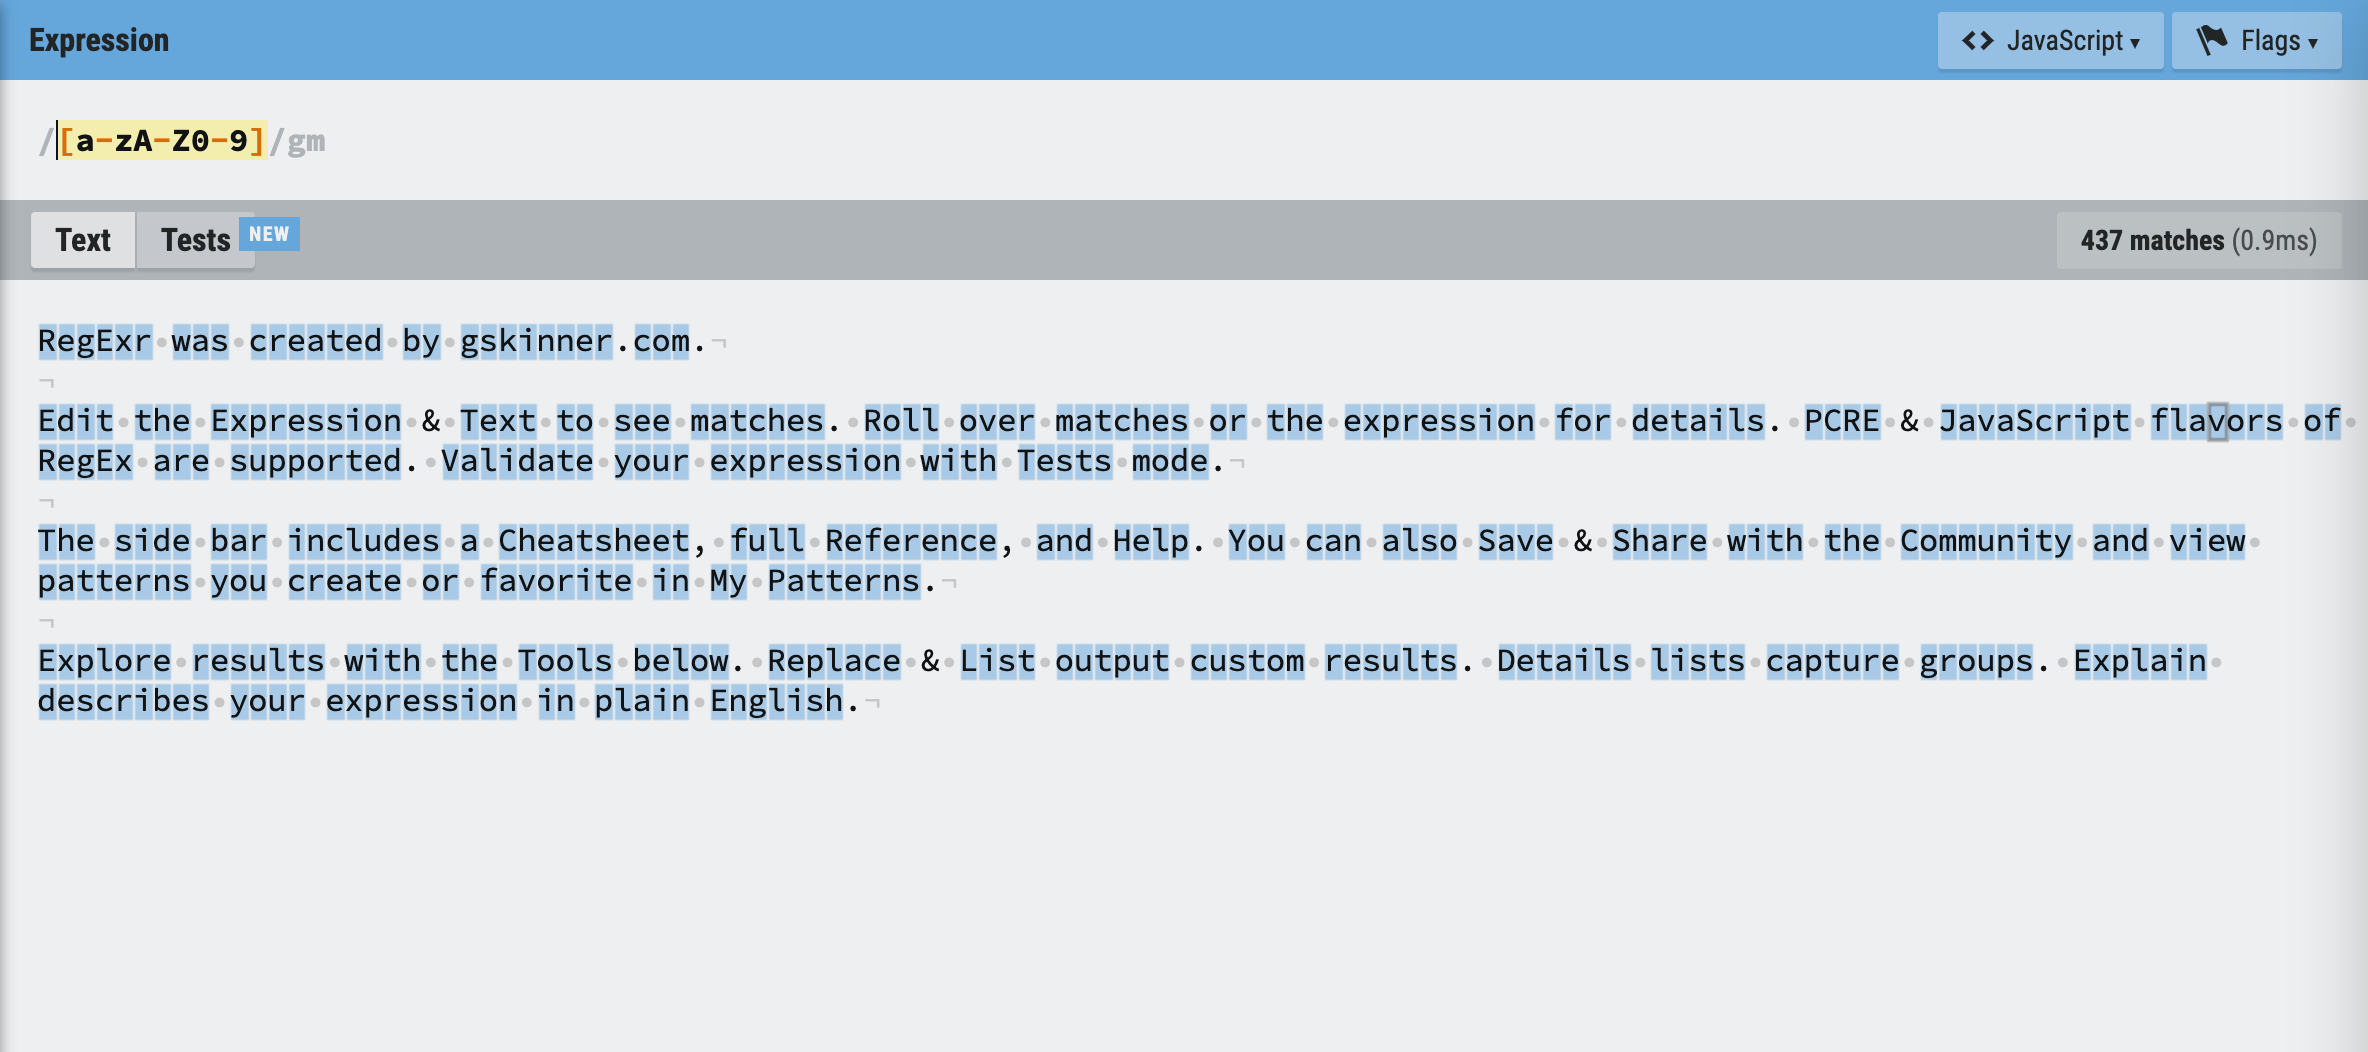 Expression
<> JavaScript ▾
Flags ▾
/[a-zA-Z0-9]/gm
Text
Tests
NEW
437 matches (0.9ms)
RegExr was created by gskinner.com.
Edit the Expression & Text to see matches. Roll over matches or the expression for details. PCRE & JavaScript flavors of
RegEx are supported. Validate your expression with Tests mode.
The side bar includes a Cheatsheet, full Reference, and Help. You can also Save & Share with the Community and view
patterns you create or favorite in My Patterns.
Explore results with the Tools below. Replace & List output custom results. Details lists capture groups. Explain
describes your expression in plain English.